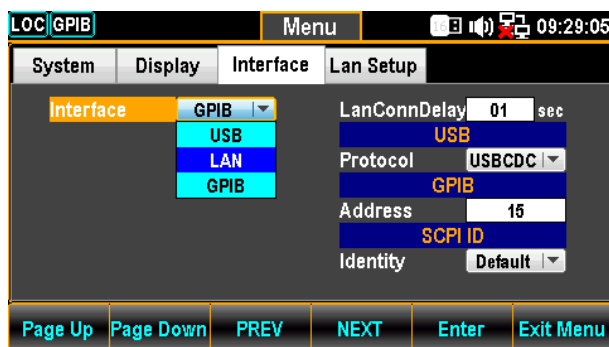 LOC GPIB Menu 16 09:29:05
System Display Interface Lan Setup
Interface GPIB LanConnDelay 01 sec
USB USB
LAN Protocol USBCDC
GPIB GPIB
Address 15
SCPI ID
Identity Default
Page Up Page Down PREV NEXT Enter Exit Menu